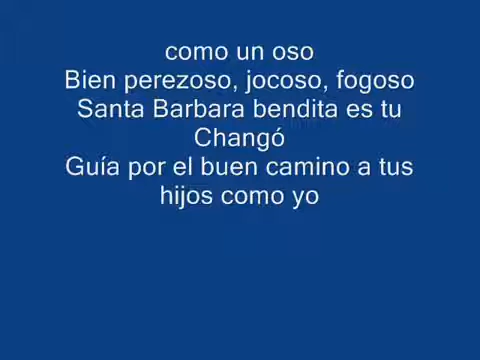 como un oso
Bien perezoso, jocoso, fogoso
Santa Barbara bendita es tu
Changó
Guía por el buen camino a tus
hijos como yo